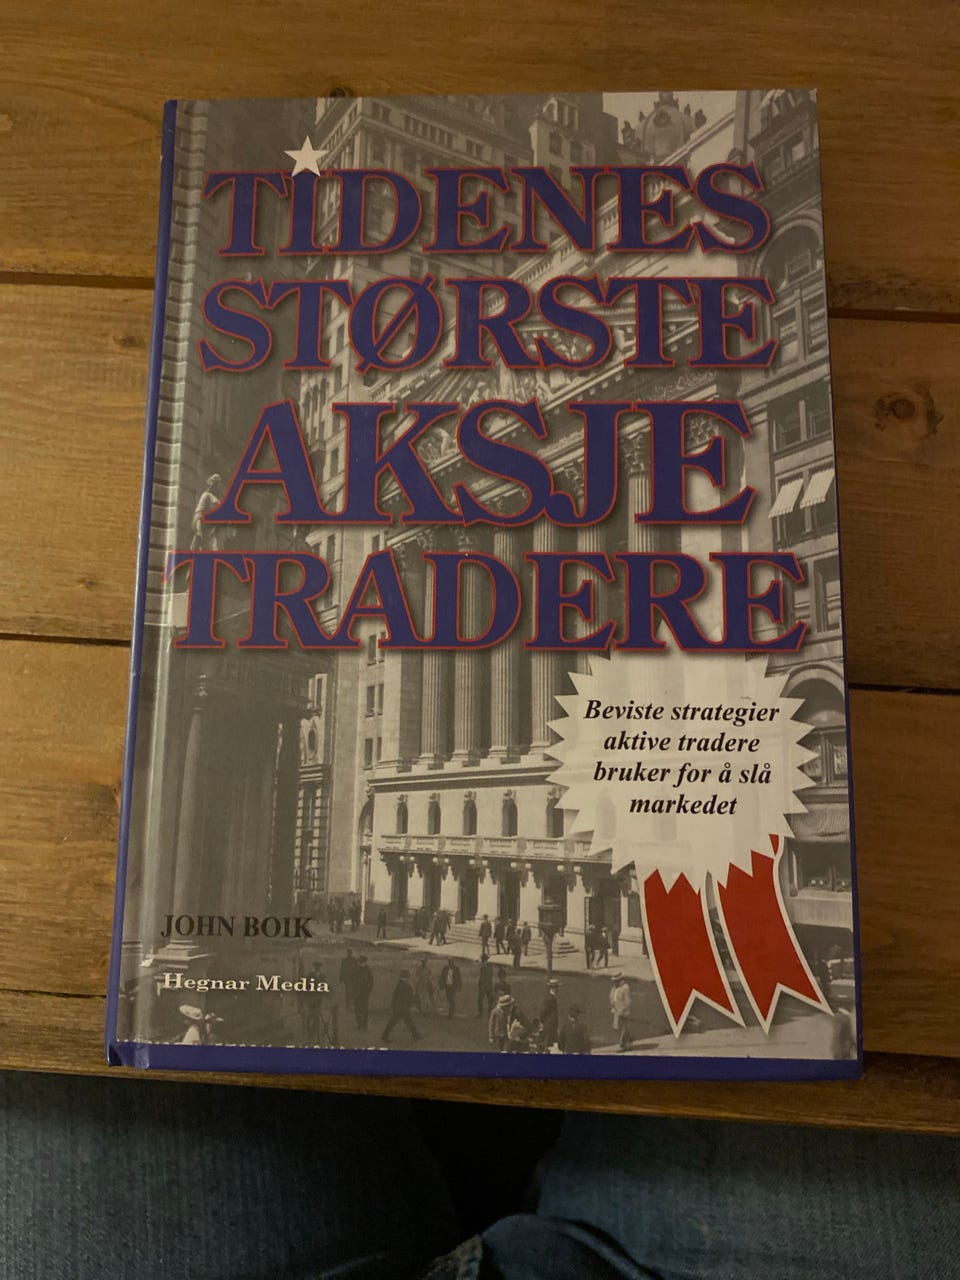 TIDENES
STØRSTE
AKSJE
TRADERE
Beviste strategier
aktive tradere
bruker for å slå
markedet
JOHN BOIK
Hegnar Media